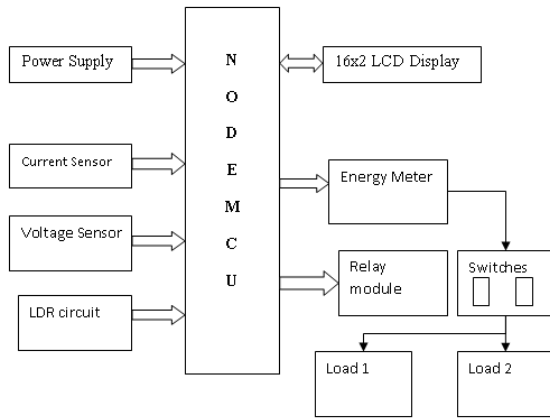 Power Supply
N
O
D
E
M
C
U
16x2 LCD Display
Current Sensor
Energy Meter
Voltage Sensor
Relay
module
Switches
LDR circuit
Load 1
Load 2